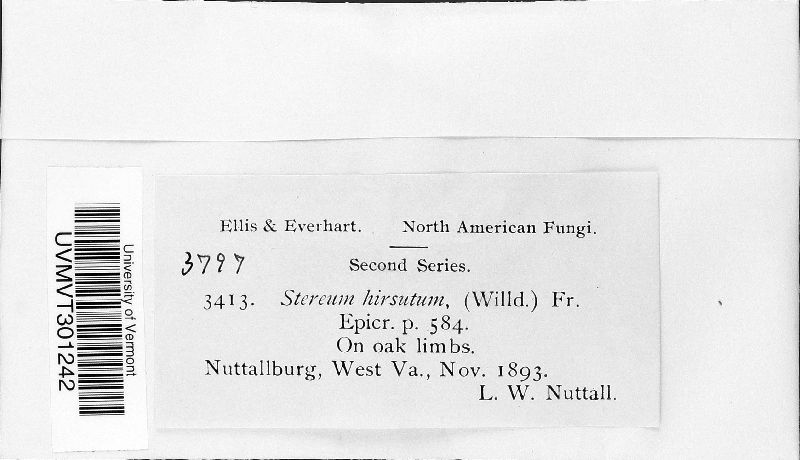 Ellis & Everhart. North American Fungi.
3797
Second Series.
3413. Stereum hirsutum, (Willd.) Fr.
Epicr. p. 584.
On oak limbs.
Nuttallburg, West Va., Nov. 1893.
L. W. Nuttall.
University of Vermont
UVMVT301242